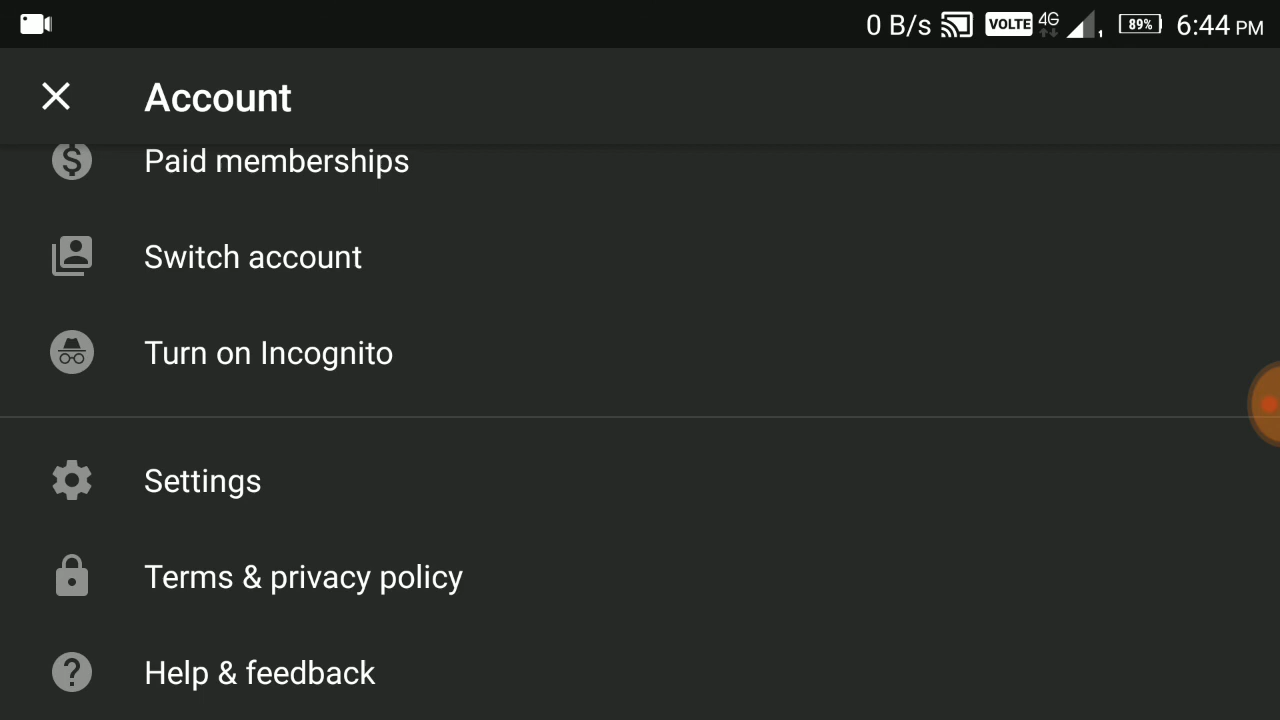 0 B/s VOLTE 4G 89% 6:44 PM
Account
Paid memberships
Switch account
Turn on Incognito
Settings
Terms & privacy policy
Help & feedback